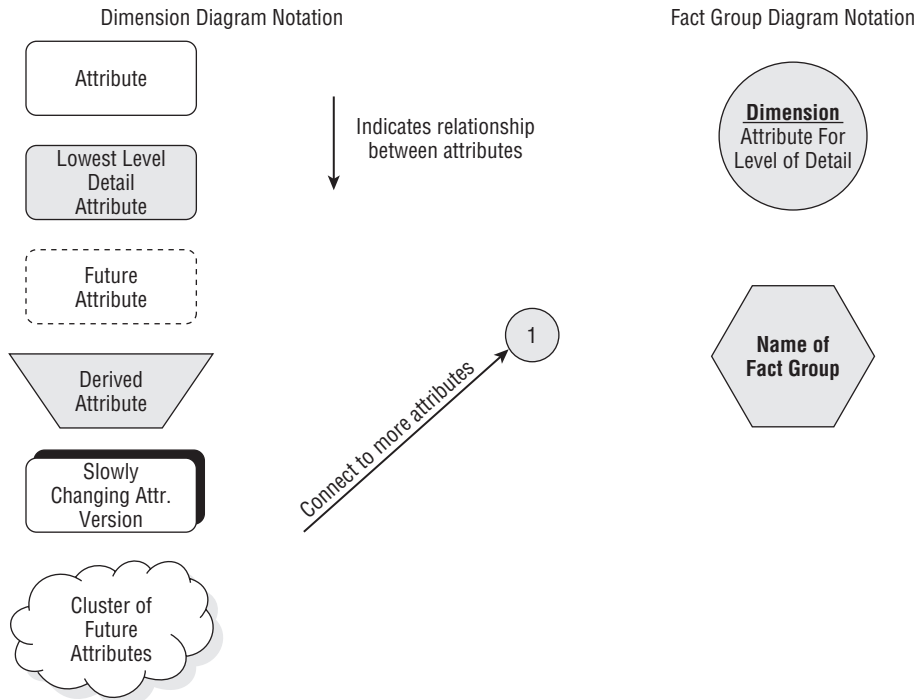 Dimension Diagram Notation
Attribute
Lowest Level
Detail
Attribute
Future
Attribute
Derived
Attribute
Slowly
Changing Attr.
Version
Cluster of
Future
Attributes
Indicates relationship
between attributes
Connect to more attributes
1
Fact Group Diagram Notation
Dimension
Attribute For
Level of Detail
Name of
Fact Group